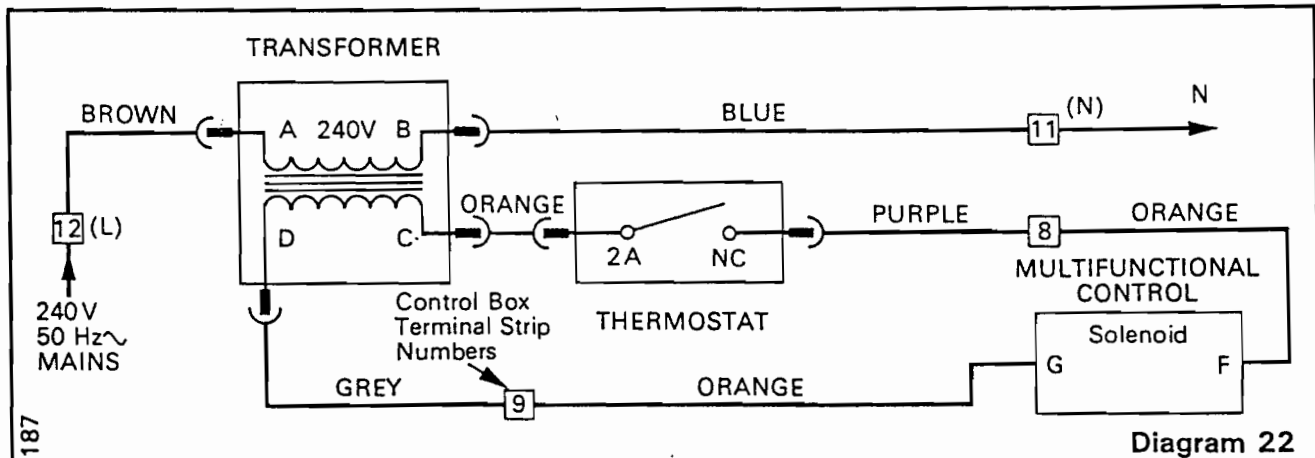 TRANSFORMER
BROWN
A 240V B
BLUE
11 (N)
N
12 (L)
ORANGE
D
C
2A NC
PURPLE
8
ORANGE
240V
50 Hz∿
MAINS
Control Box
Terminal Strip
Numbers
THERMOSTAT
MULTIFUNCTIONAL
CONTROL
Solenoid
G F
GREY
9
ORANGE
187
Diagram 22